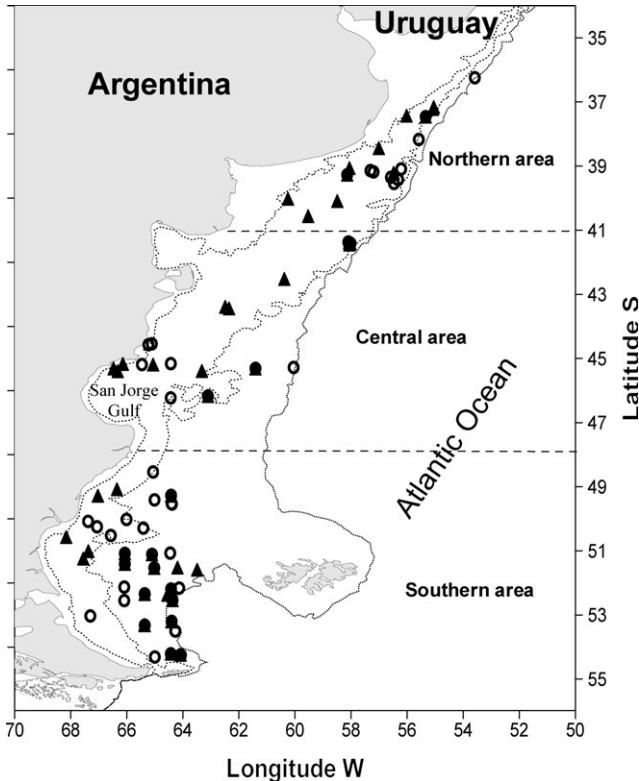 Uruguay
Argentina
Northern area
Central area
San Jorge
Gulf
Atlantic Ocean
Southern area
35
37
39
41
43
45
47
49
51
53
55
Latitude S
70 68 66 64 62 60 58 56 54 52 50
Longitude W